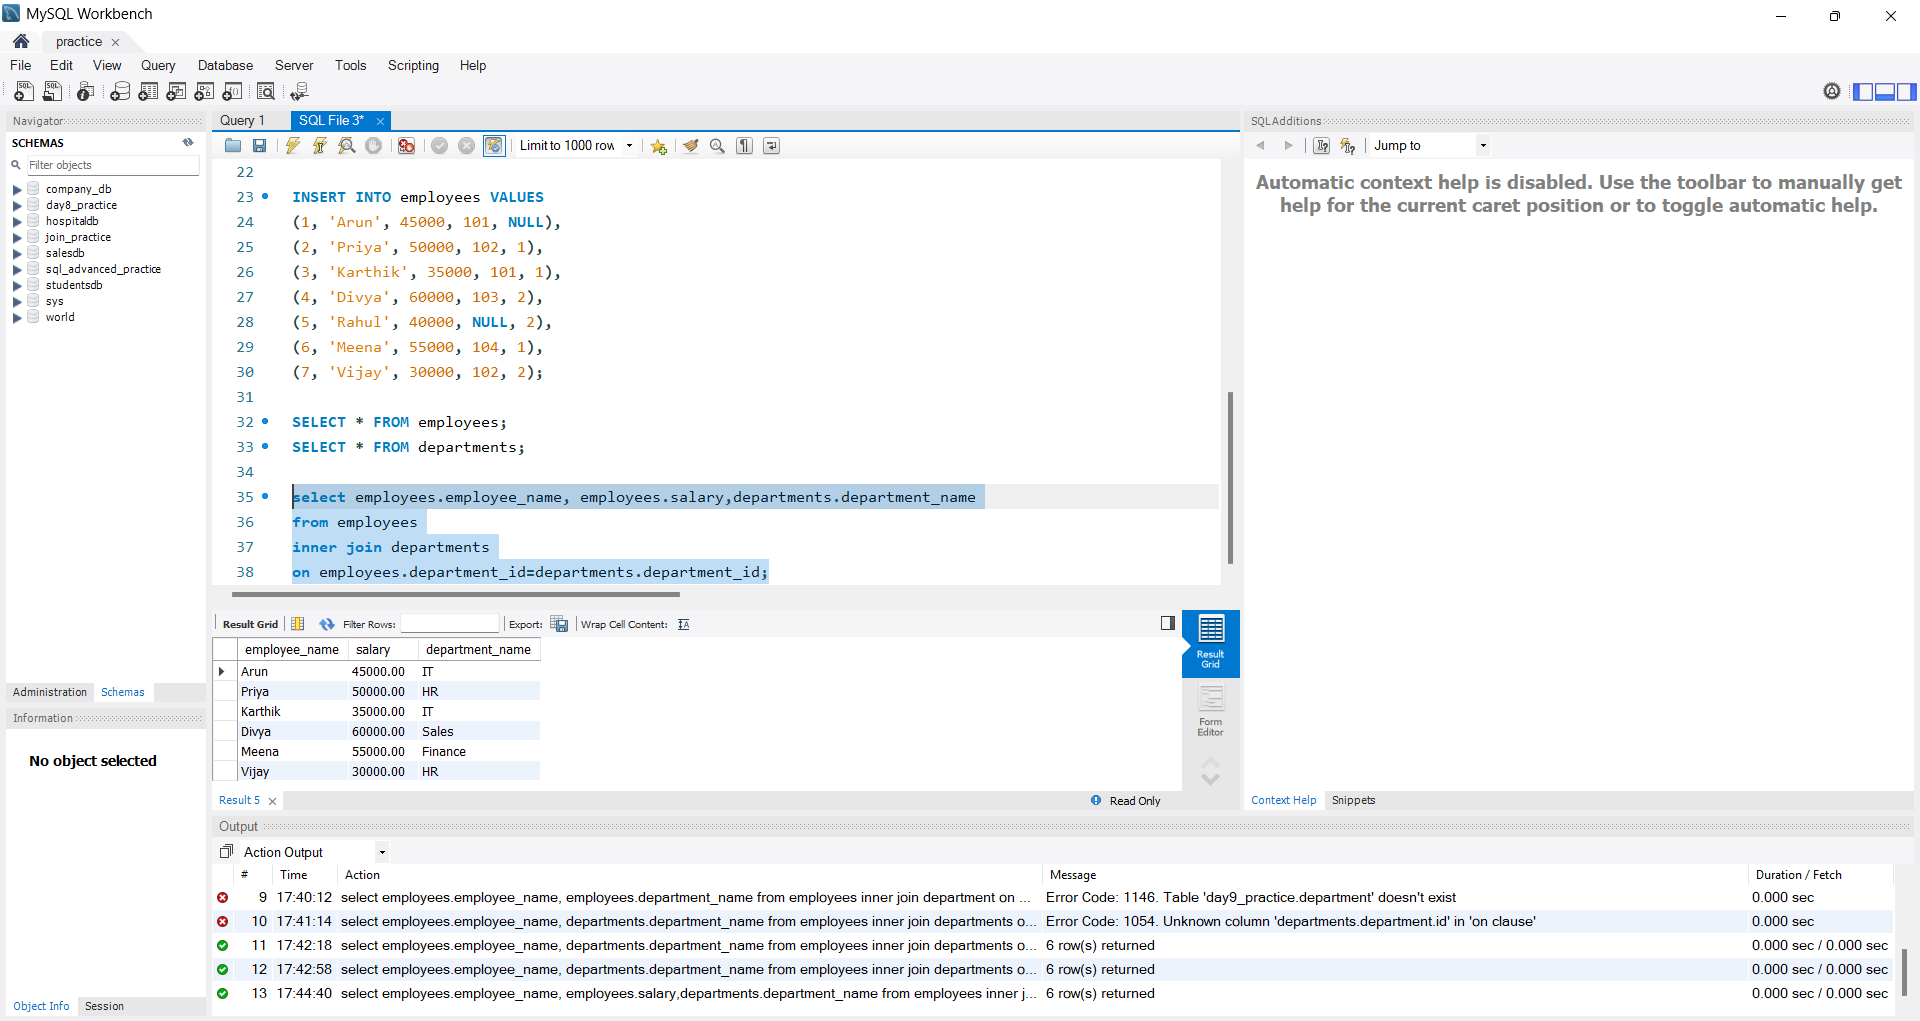 MySQL Workbench
practice
File Edit View Query Database Server Tools Scripting Help
Navigator
SCHEMAS
Filter objects
company_db
day8_practice
hospitaldb
join_practice
salesdb
sql_advanced_practice
studentsdb
sys
world
Administration Schemas
Information
No object selected
Object Info Session
Query 1 SQL File 3*
Limit to 1000 row
22
23 INSERT INTO employees VALUES
24 (1, 'Arun', 45000, 101, NULL),
25 (2, 'Priya', 50000, 102, 1),
26 (3, 'Karthik', 35000, 101, 1),
27 (4, 'Divya', 60000, 103, 2),
28 (5, 'Rahul', 40000, NULL, 2),
29 (6, 'Meena', 55000, 104, 1),
30 (7, 'Vijay', 30000, 102, 2);
31
32 SELECT * FROM employees;
33 SELECT * FROM departments;
34
35 select employees.employee_name, employees.salary,departments.department_name
36 from employees
37 inner join departments
38 on employees.department_id=departments.department_id;
Result Grid Filter Rows: Export: Wrap Cell Content:
employee_name salary department_name
Arun 45000.00 IT
Priya 50000.00 HR
Karthik 35000.00 IT
Divya 60000.00 Sales
Meena 55000.00 Finance
Vijay 30000.00 HR
Result Grid
Form Editor
Result 5
Read Only
SQLAdditions
Jump to
Automatic context help is disabled. Use the toolbar to manually get
help for the current caret position or to toggle automatic help.
Context Help Snippets
Output
Action Output
# Time Action Message Duration / Fetch
9 17:40:12 select employees.employee_name, employees.department_name from employees inner join department on ... Error Code: 1146. Table 'day9_practice.department' doesn't exist 0.000 sec
10 17:41:14 select employees.employee_name, departments.department_name from employees inner join departments o... Error Code: 1054. Unknown column 'departments.department.id' in 'on clause' 0.000 sec
11 17:42:18 select employees.employee_name, departments.department_name from employees inner join departments o... 6 row(s) returned 0.000 sec / 0.000 sec
12 17:42:58 select employees.employee_name, departments.department_name from employees inner join departments o... 6 row(s) returned 0.000 sec / 0.000 sec
13 17:44:40 select employees.employee_name, employees.salary,departments.department_name from employees inner j... 6 row(s) returned 0.000 sec / 0.000 sec